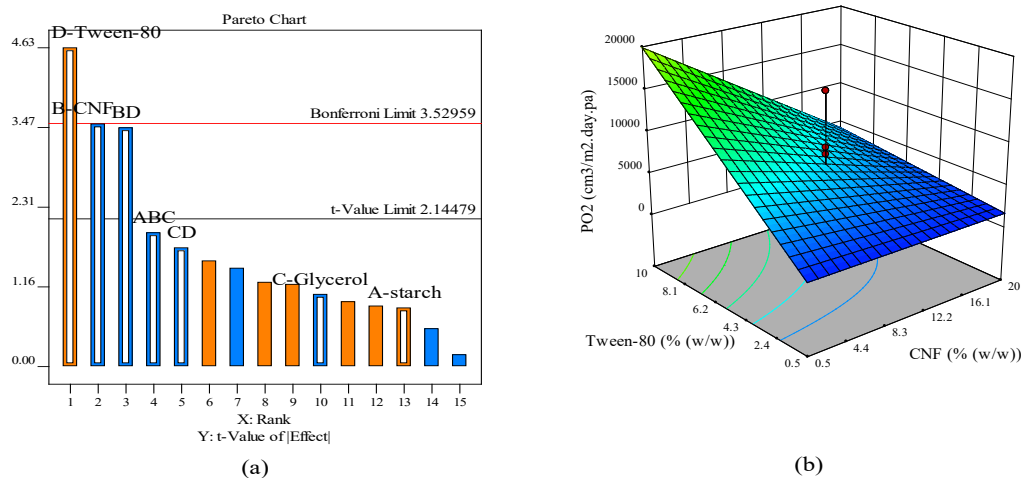 Pareto Chart
4.63
3.47
2.31
1.16
0.00
D-Tween-80
B-CNF
BD
ABC
CD
C-Glycerol
A-starch
Bonferroni Limit 3.52959
t-Value Limit 2.14479
1 2 3 4 5 6 7 8 9 10 11 12 13 14 15
X: Rank
Y: t-Value of |Effect|
(a)
PO2 (cm3/m2.day.pa)
20000
15000
10000
5000
0
10
8.1
6.2
4.3
2.4
0.5
Tween-80 (% (w/w))
0.5
4.4
8.3
12.2
16.1
20
CNF (% (w/w))
(b)